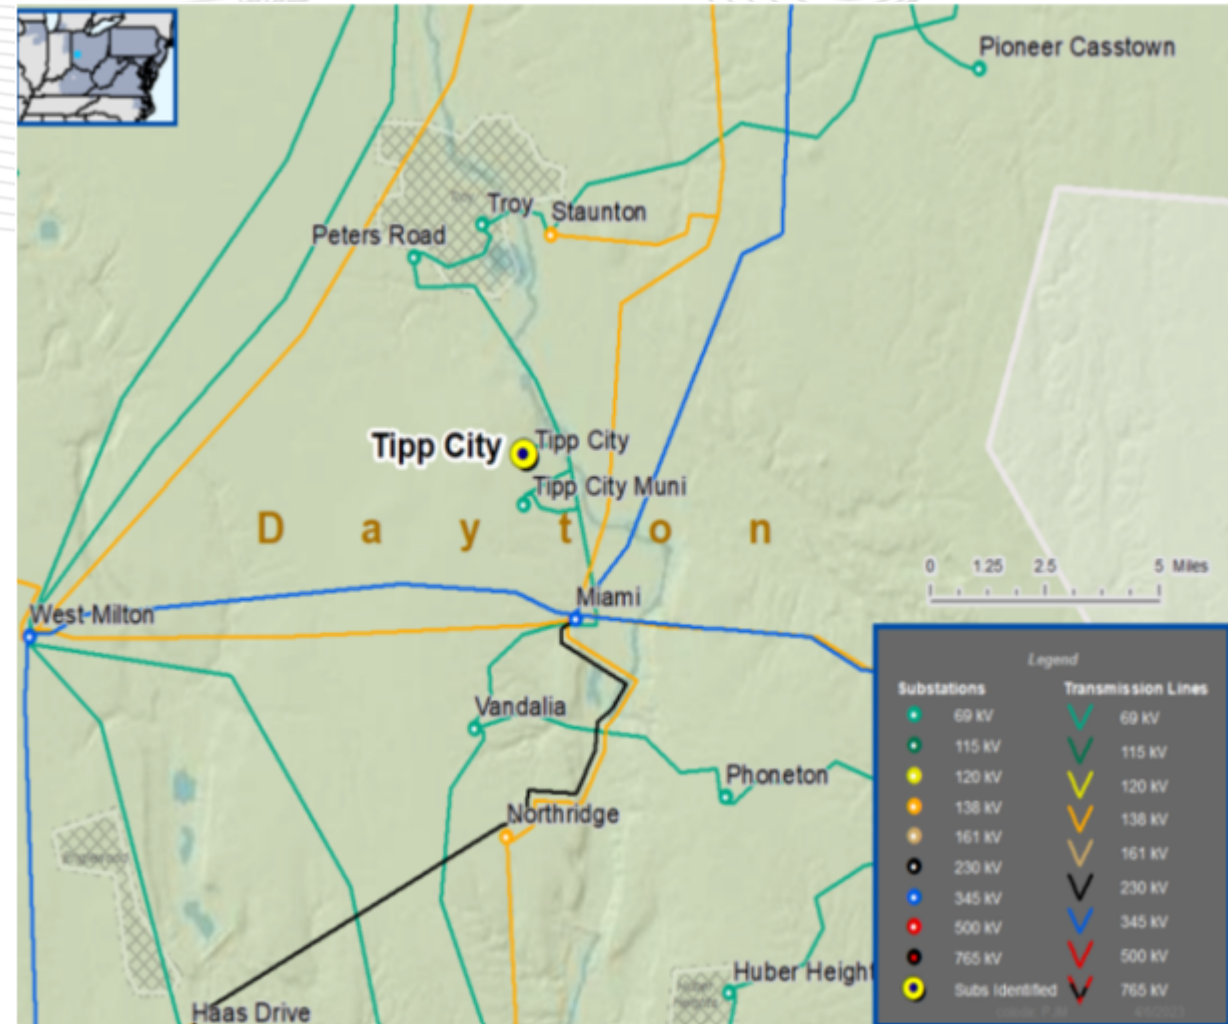 Pioneer Casstown
Troy
Staunton
Peters Road
Tipp City
Tipp City
Tipp City Muni
D a y t o n
0 1.25 2.5 5 Miles
Miami
West Milton
Vandalia
Phoneton
Northridge
Huber Height
Haas Drive
Legend
Substations
69 kV
115 kV
120 kV
138 kV
161 kV
230 kV
345 kV
500 kV
765 kV
Subs Identified
Transmission Lines
69 kV
115 kV
120 kV
138 kV
161 kV
230 kV
345 kV
500 kV
765 kV